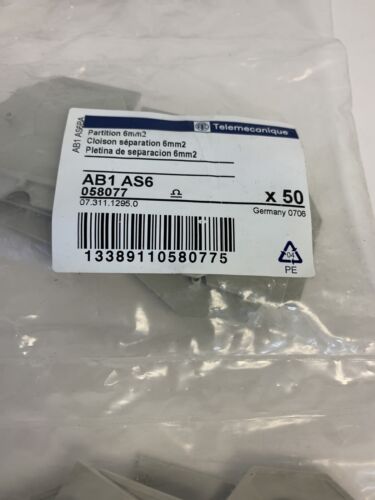 Telemecanique
AB1 AS6BA
Partition 6mm2
Cloison séparation 6mm2
Pletina de separacion 6mm2
AB1 AS6
058077
x 50
07.311.1295.0
Germany 0706
13389110580775
04
PE